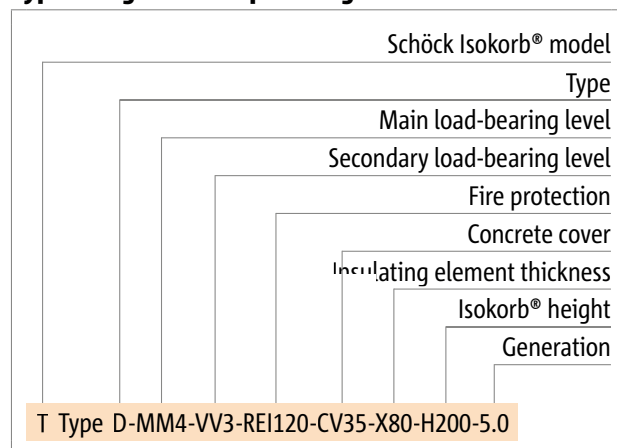 Schöck Isokorb® model
Type
Main load-bearing level
Secondary load-bearing level
Fire protection
Concrete cover
Insulating element thickness
Isokorb® height
Generation
T Type D-MM4-VV3-REI120-CV35-X80-H200-5.0